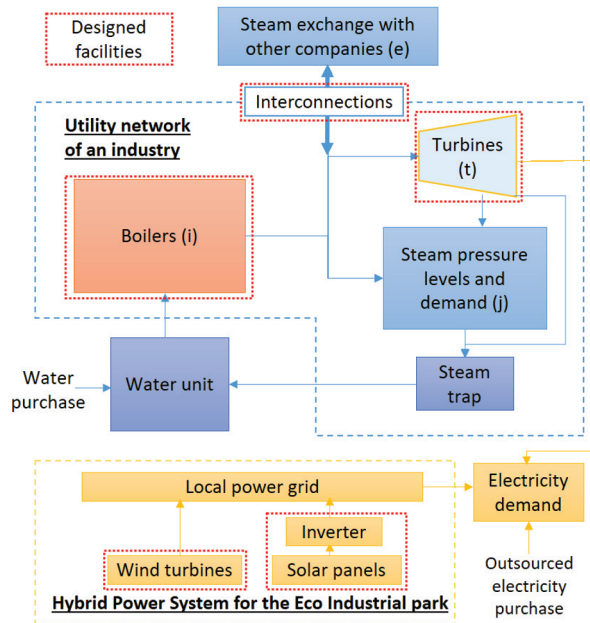 Designed
facilities
Steam exchange with
other companies (e)
Interconnections
Utility network
of an industry
Turbines
(t)
Boilers (i)
Steam pressure
levels and
demand (j)
Water
purchase
Water unit
Steam
trap
Local power grid
Electricity
demand
Inverter
Wind turbines
Solar panels
Outsourced
electricity
purchase
Hybrid Power System for the Eco Industrial park